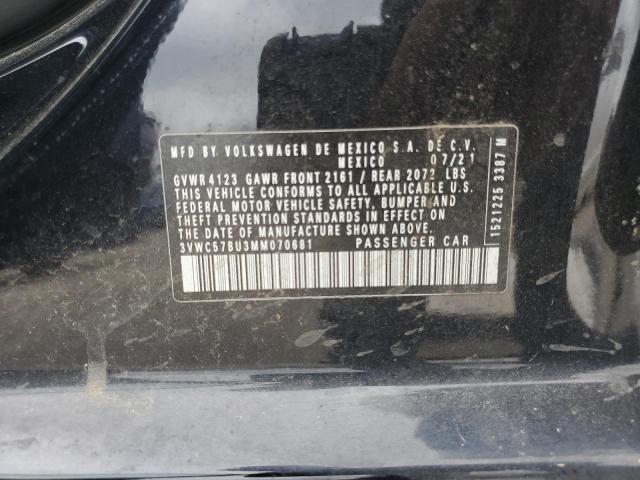 MFD BY VOLKSWAGEN DE MEXICO S.A. DE C.V.
MEXICO 07/21
GVWR 4123 GAWR FRONT 2161 / REAR 2072 LBS
THIS VEHICLE CONFORMS TO ALL APPLICABLE U.S.
FEDERAL MOTOR VEHICLE SAFETY, BUMPER AND
THEFT PREVENTION STANDARDS IN EFFECT ON
THE DATE OF MANUFACTURE SHOWN ABOVE.
3VWC57BU3MM070681 PASSENGER CAR
1521225 3387 M